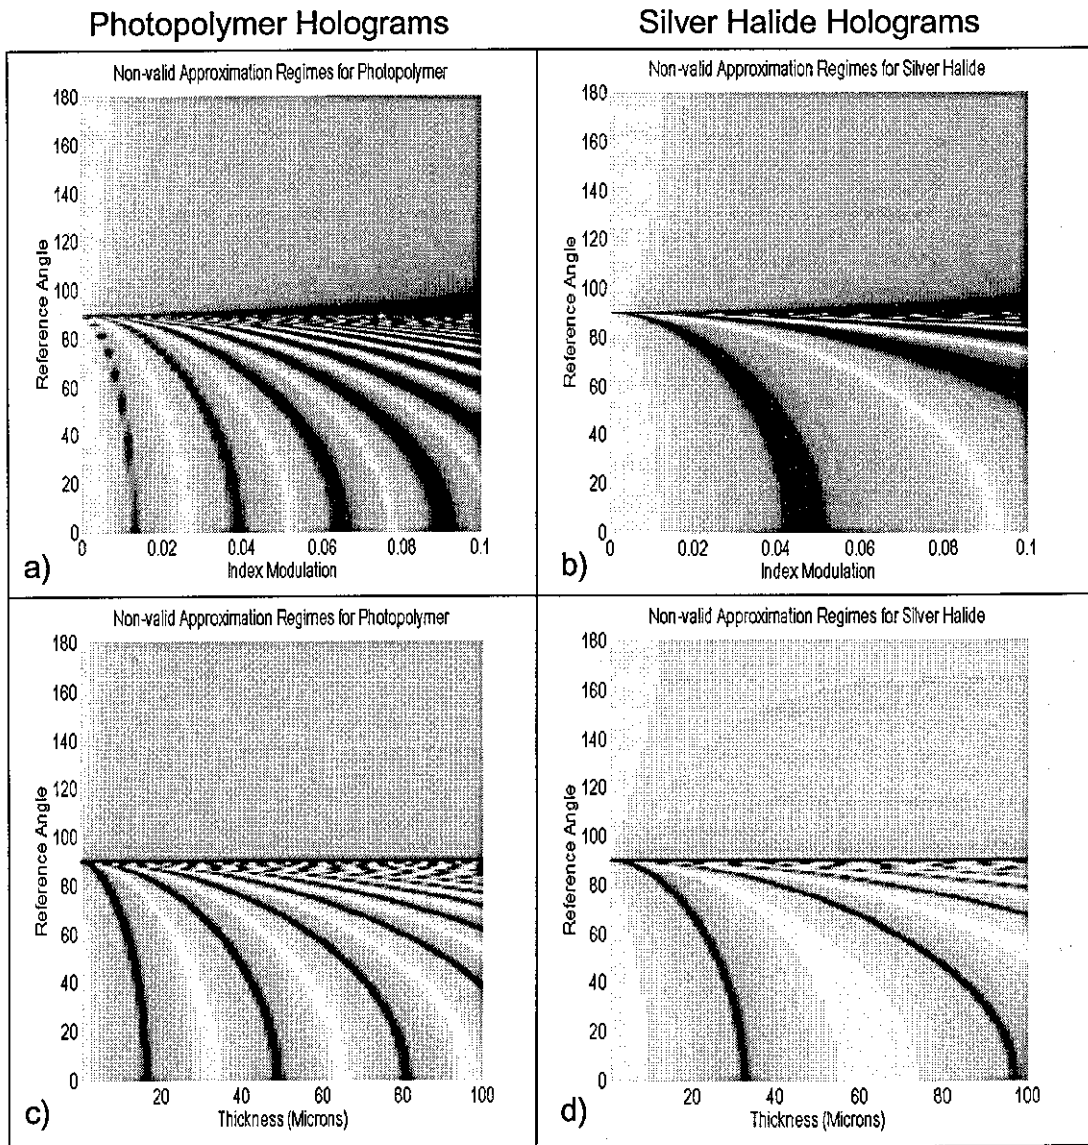 Photopolymer Holograms
Silver Halide Holograms
Non-valid Approximation Regimes for Photopolymer
180
160
140
120
100
80
60
40
20
0
Reference Angle
0 0.02 0.04 0.06 0.08 0.1
Index Modulation
a)
Non-valid Approximation Regimes for Silver Halide
180
160
140
120
100
80
60
40
20
0
Reference Angle
0 0.02 0.04 0.06 0.08 0.1
Index Modulation
b)
Non-valid Approximation Regimes for Photopolymer
180
160
140
120
100
80
60
40
20
0
Reference Angle
20 40 60 80 100
Thickness (Microns)
c)
Non-valid Approximation Regimes for Silver Halide
180
160
140
120
100
80
60
40
20
0
Reference Angle
20 40 60 80 100
Thickness (Microns)
d)